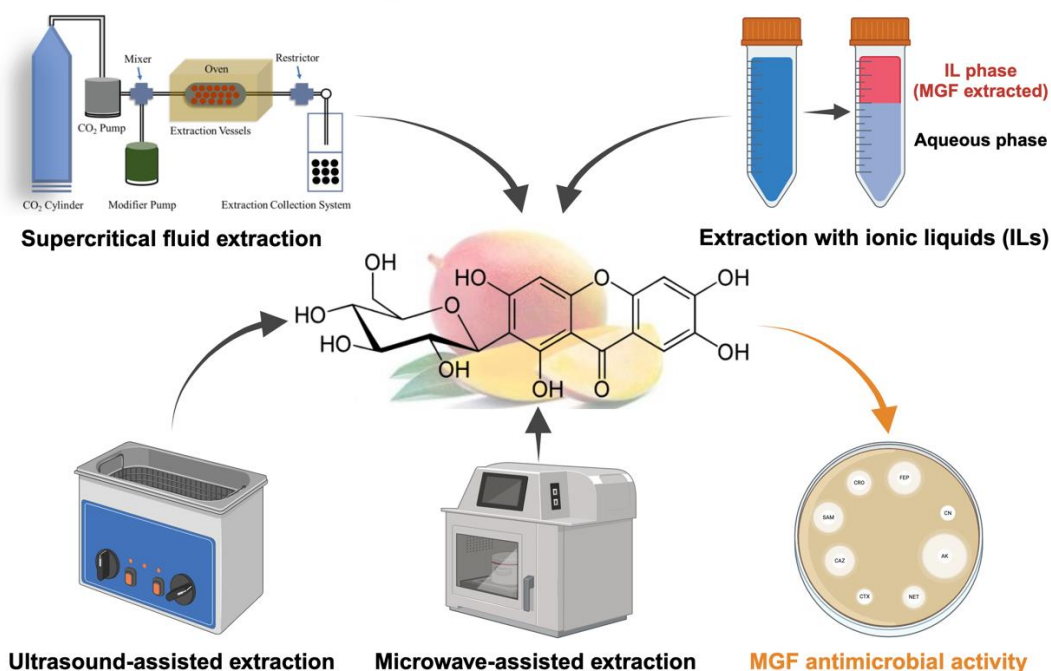 Mixer
Restrictor
Oven
CO2 Pump
Extraction Vessels
CO2 Cylinder
Modifier Pump
Extraction Collection System
Supercritical fluid extraction
IL phase
(MGF extracted)
Aqueous phase
Extraction with ionic liquids (ILs)
OH
HO
O
OH
HO
O
HO
OH
OH
OH
O
OH
Ultrasound-assisted extraction
Microwave-assisted extraction
CRO
FEP
SAM
CN
CAZ
AK
CTX
NET
MGF antimicrobial activity